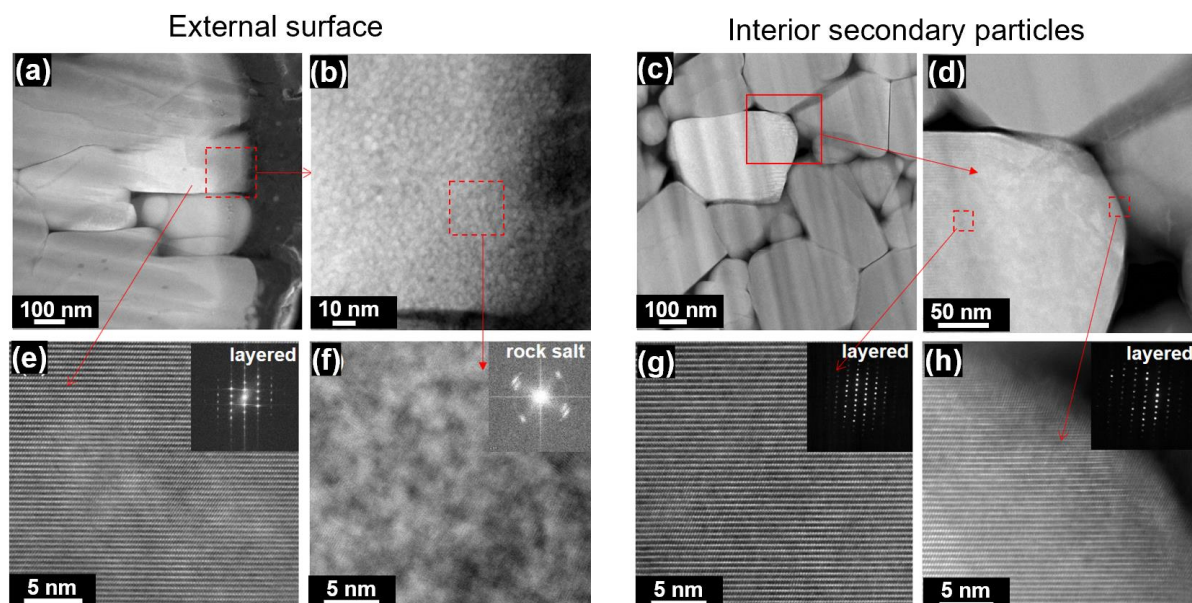 External surface
Interior secondary particles
(a)
100 nm
(b)
10 nm
(c)
100 nm
(d)
50 nm
(e)
layered
5 nm
(f)
rock salt
5 nm
(g)
layered
5 nm
(h)
layered
5 nm